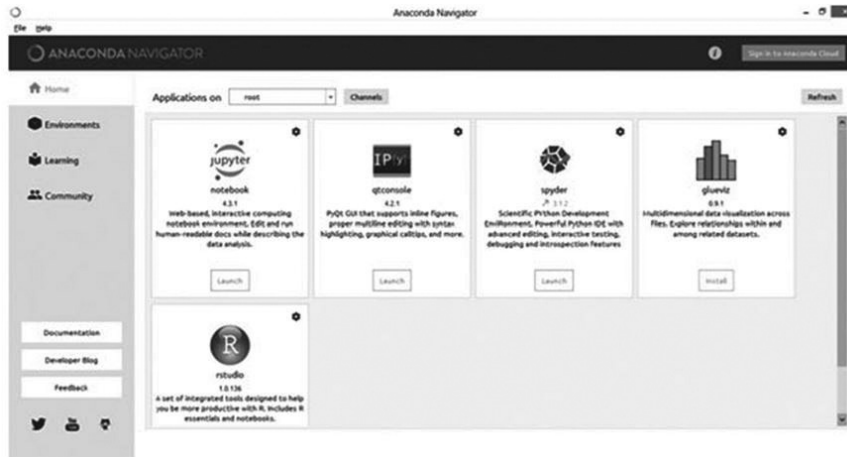 Anaconda Navigator
File Help
ANACONDA NAVIGATOR
Sign in to Anaconda Cloud
Home
Environments
Learning
Community
Documentation
Developer Blog
Feedback
Applications on root Channels
Refresh
jupyter
notebook
4.3.1
Web-based, interactive computing
notebook environment. Edit and run
human-readable docs while describing the
data analysis.
Launch
IP[y]
qtconsole
4.2.1
PyQt GUI that supports inline figures,
proper multiline editing with syntax
highlighting, graphical calltips, and more.
Launch
spyder
3.1.2
Scientific PYthon Development
EnviRonment. Powerful Python IDE with
advanced editing, interactive testing,
debugging and introspection features
Launch
glueviz
0.9.1
Multidimensional data visualization across
files. Explore relationships within and
among related datasets.
Install
R
rstudio
1.0.136
A set of integrated tools designed to help
you be more productive with R. Includes R
essentials and notebooks.